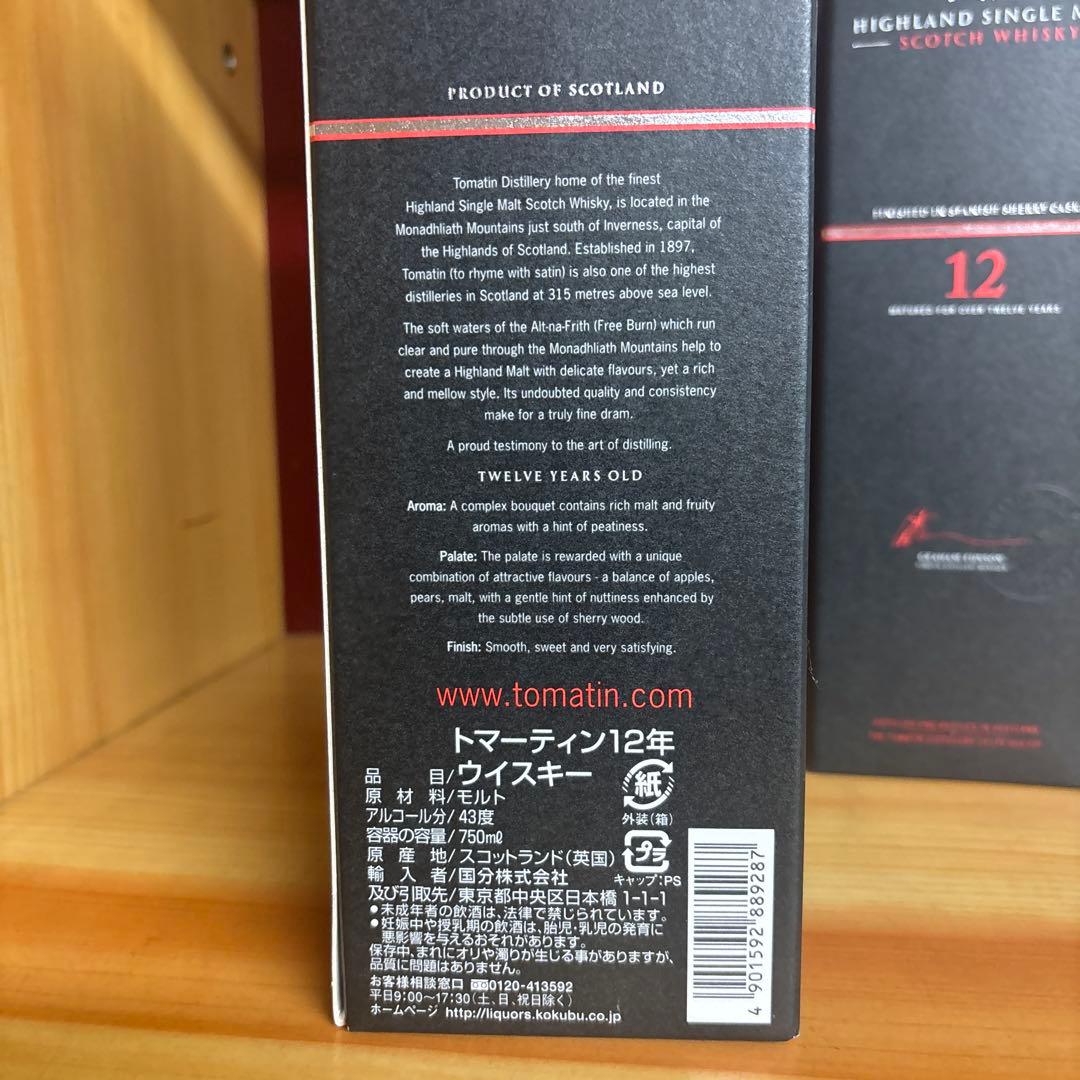 PRODUCT OF SCOTLAND
Tomatin Distillery home of the finest
Highland Single Malt Scotch Whisky, is located in the
Monadhliath Mountains just south of Inverness, capital of
the Highlands of Scotland. Established in 1897,
Tomatin (to rhyme with satin) is also one of the highest
distilleries in Scotland at 315 metres above sea level.
The soft waters of the Alt-na-Frith (Free Burn) which run
clear and pure through the Monadhliath Mountains help to
create a Highland Malt with delicate flavours, yet a rich
and mellow style. Its undoubted quality and consistency
make for a truly fine dram.
A proud testimony to the art of distilling.
TWELVE YEARS OLD
Aroma: A complex bouquet contains rich malt and fruity
aromas with a hint of peatiness.
Palate: The palate is rewarded with a unique
combination of attractive flavours - a balance of apples,
pears, malt, with a gentle hint of nuttiness enhanced by
the subtle use of sherry wood.
Finish: Smooth, sweet and very satisfying.
www.tomatin.com
トマーティン12年
品目/ウイスキー
原材料/モルト
アルコール分/43度
容器の容量/750mℓ
原産地/スコットランド(英国)
輸入者/国分株式会社
及び引取先/東京都中央区日本橋1-1-1
●未成年者の飲酒は、法律で禁じられています。
●妊娠中や授乳期の飲酒は、胎児・乳児の発育に
悪影響を与えるおそれがあります。
保存中、まれにオリや濁りが生じる事がありますが、
品質に問題はありません。
お客様相談窓口 0120-413592
平日9:00〜17:30(土、日、祝日除く)
ホームページ http://liquors.kokubu.co.jp
紙
外装(箱)
プラ
キャップ:PS
4 901592 889287
HIGHLAND SINGLE M
SCOTCH WHISKY
FINISHED IN SPANISH SHERRY CASK
12
MATURED FOR OVER TWELVE YEARS